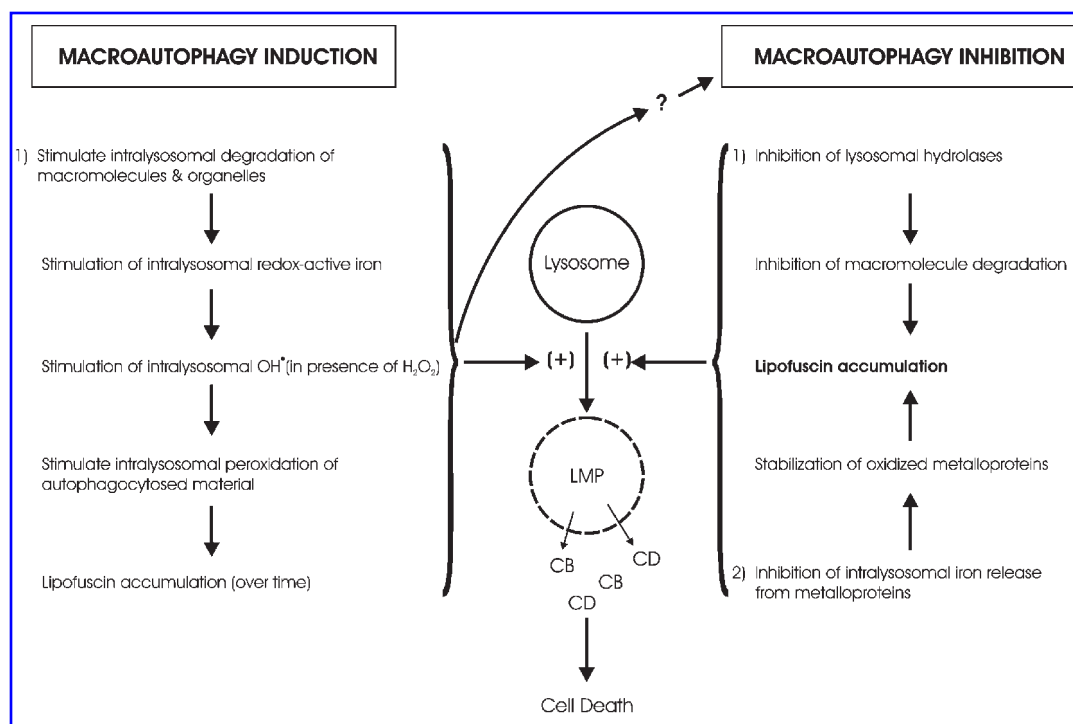 MACROAUTOPHAGY INDUCTION
1) Stimulate intralysosomal degradation of
macromolecules & organelles
Stimulation of intralysosomal redox-active iron
Stimulation of intralysosomal OH•(in presence of H₂O₂)
Stimulate intralysosomal peroxidation of
autophagocytosed material
Lipofuscin accumulation (over time)
?
Lysosome
(+) (+)
LMP
CB
CD
CB
CD
Cell Death
MACROAUTOPHAGY INHIBITION
1) Inhibition of lysosomal hydrolases
Inhibition of macromolecule degradation
Lipofuscin accumulation
Stabilization of oxidized metalloproteins
2) Inhibition of intralysosomal iron release
from metalloproteins